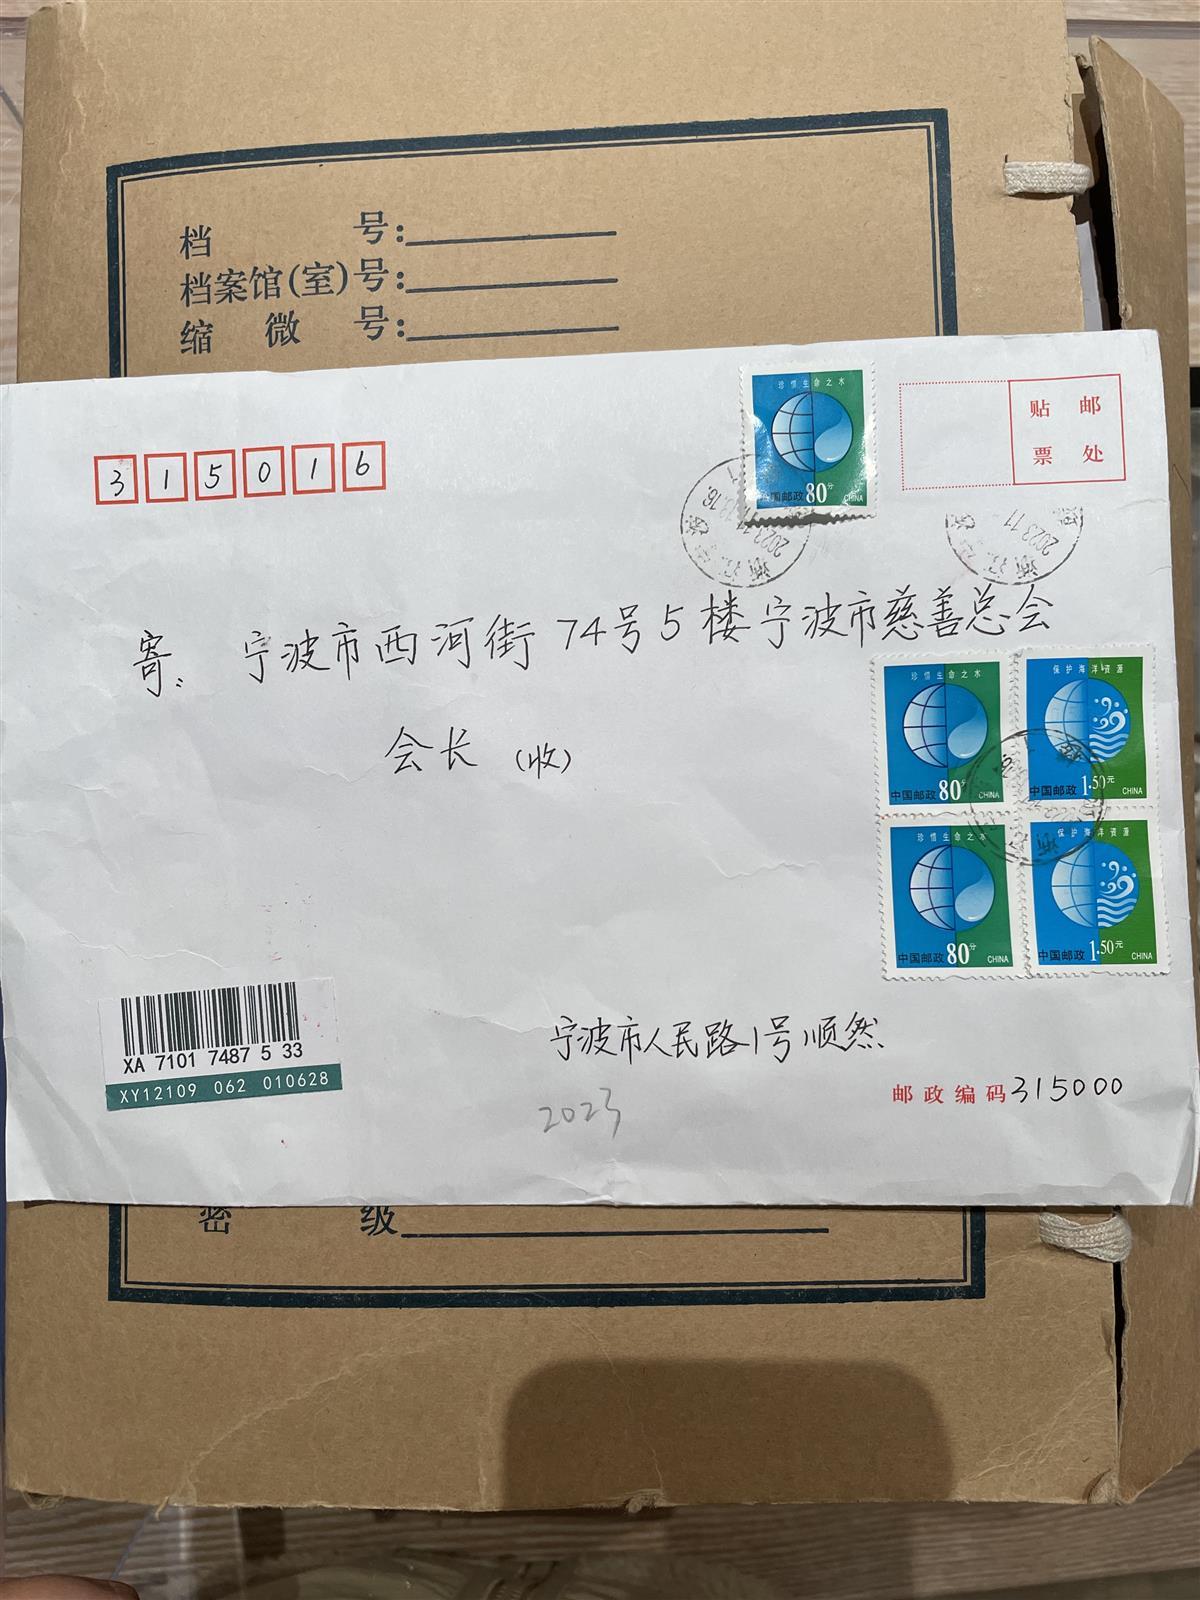 档 号:
档案馆(室)号:
缩 微 号:
珍惜生命之水
中国邮政 80分 CHINA
贴 邮
票 处
315016
2023.11
2023.11
寄: 宁波市西河街74号5楼宁波市慈善总会
会长 (收)
珍惜生命之水
中国邮政 80分 CHINA
保护海洋资源
中国邮政 1.50元 CHINA
珍惜生命之水
中国邮政 80分 CHINA
保护海洋资源
中国邮政 1.50元 CHINA
XA 7101 7487 5 33
XY12109 062 010628
宁波市人民路1号顺然
邮政编码315000
2023
密 级